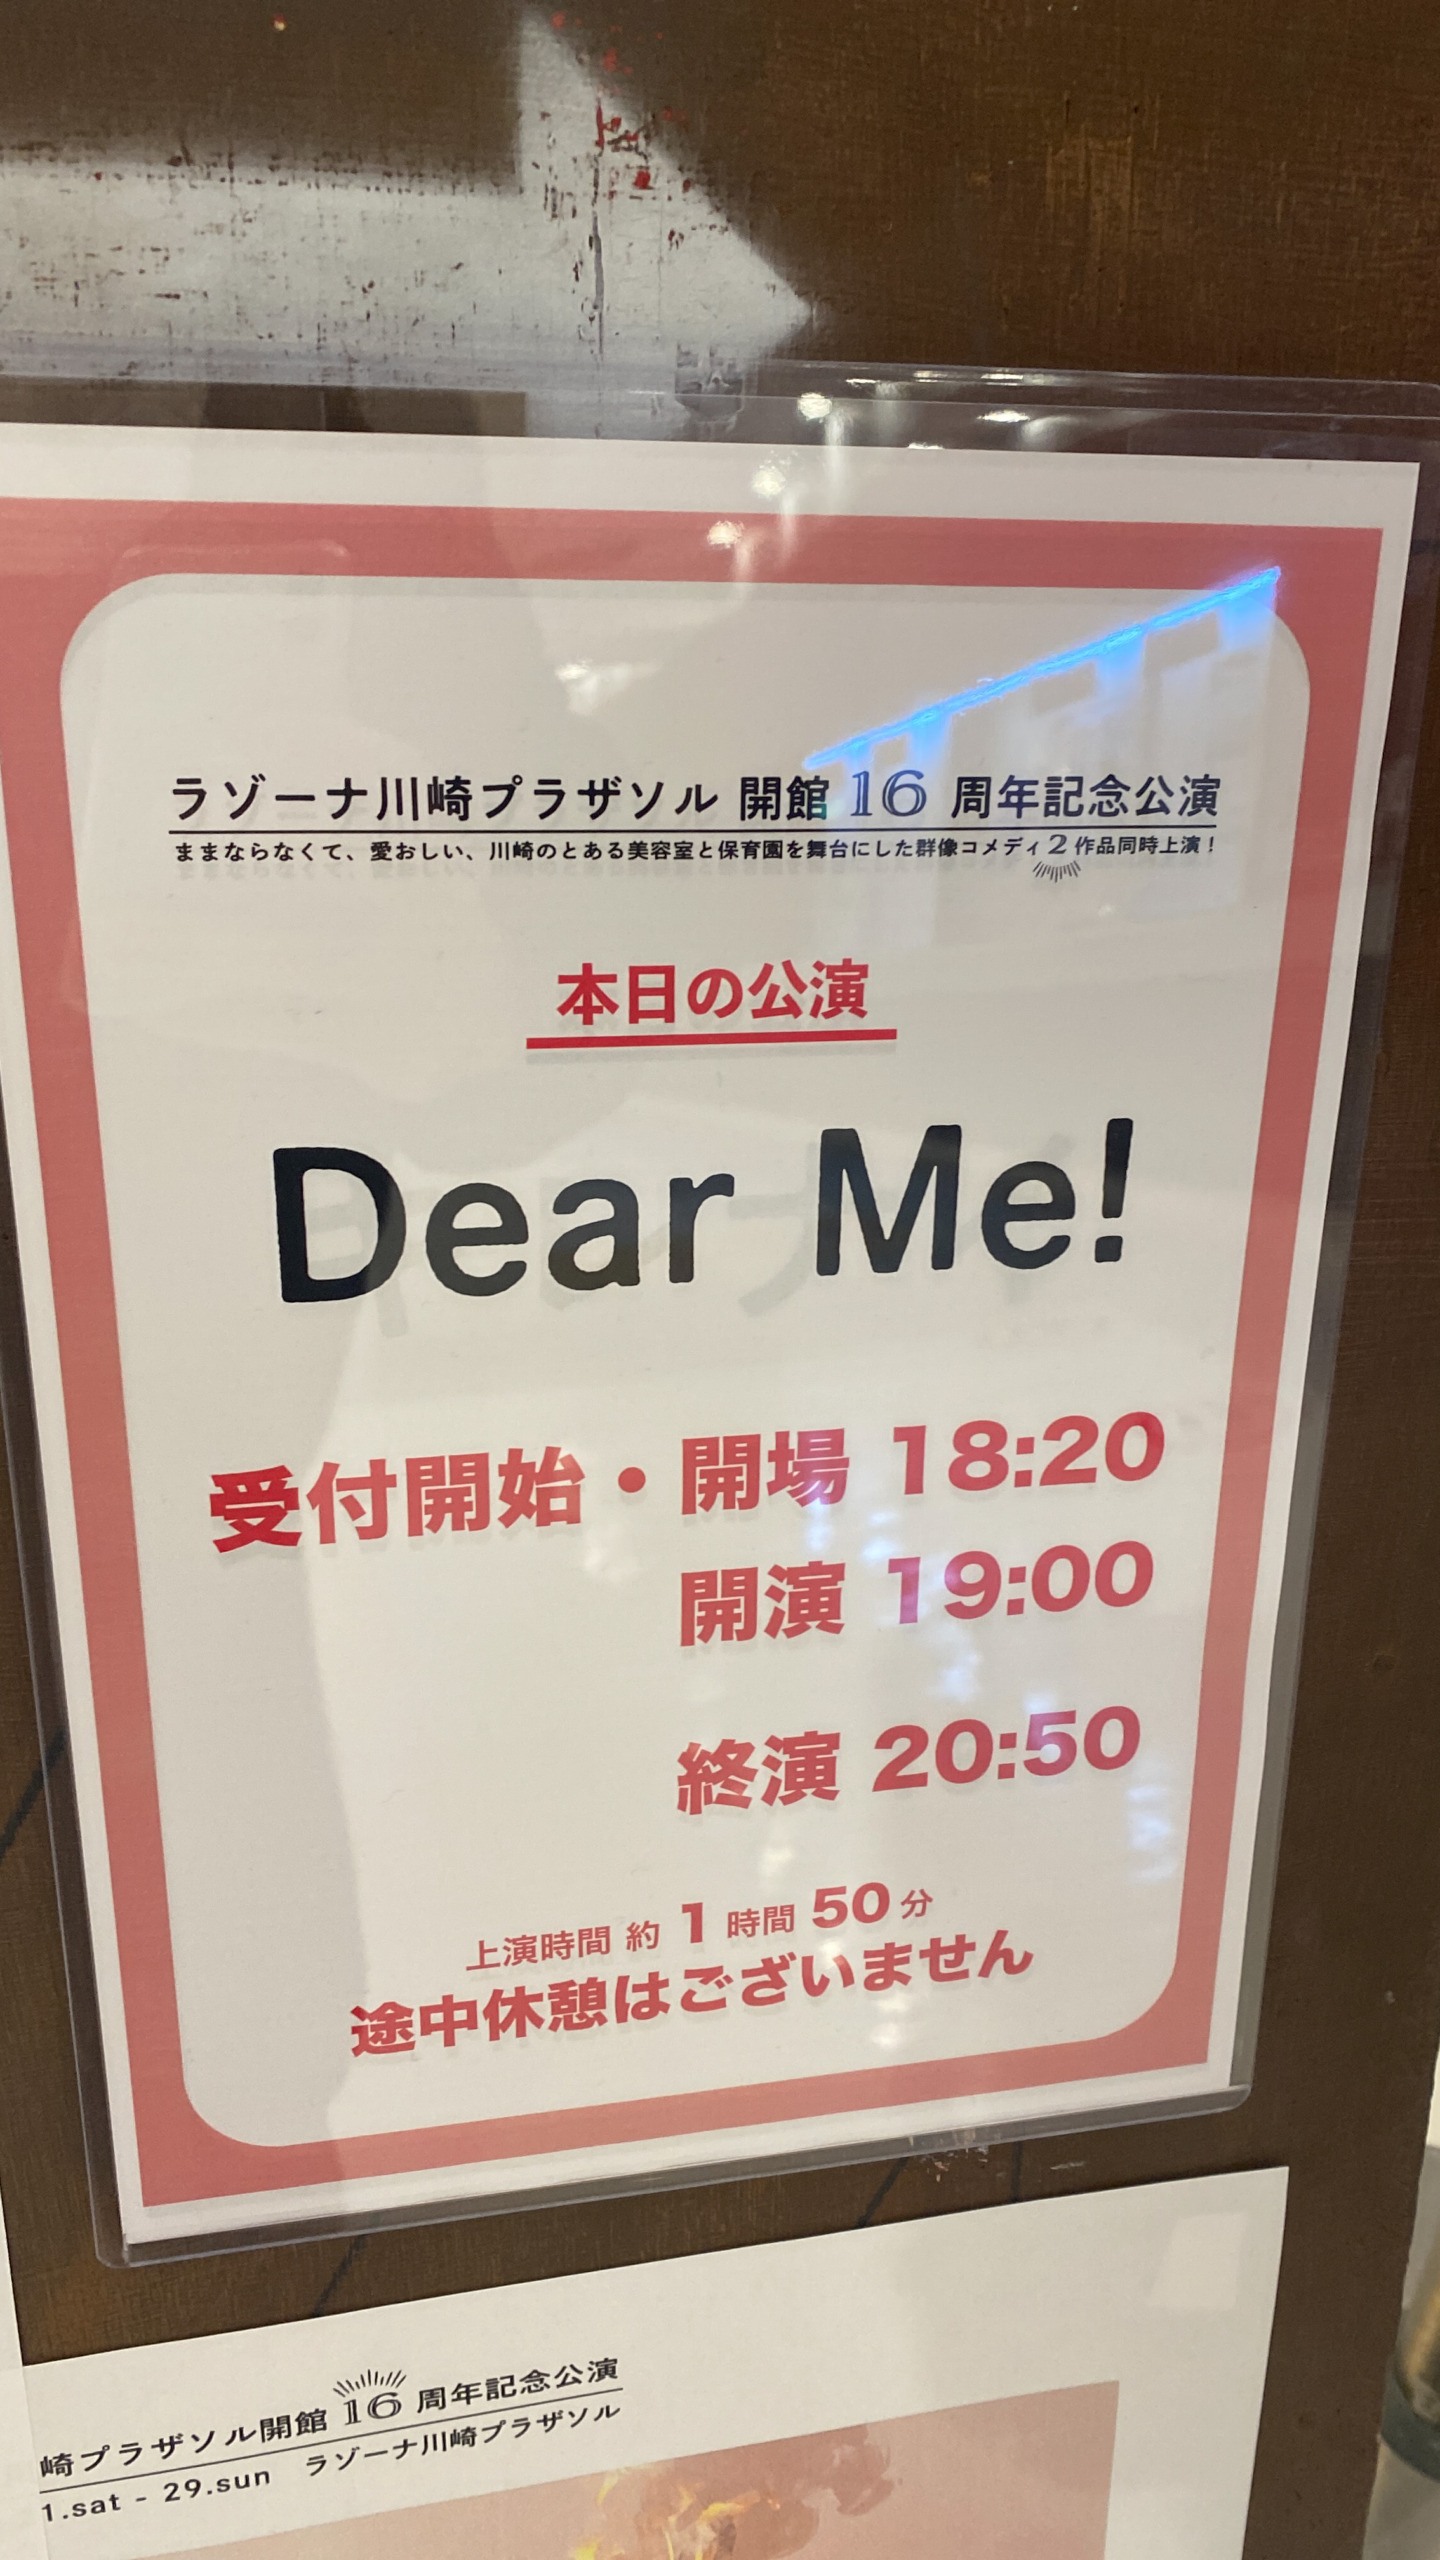 ラゾーナ川崎プラザソル 開館 16 周年記念公演
ままならなくて、愛おしい、川崎のとある美容室と保育園を舞台にした群像コメディ2作品同時上演！
本日の公演
Dear Me!
受付開始・開場 18:20
開演 19:00
終演 20:50
上演時間 約 1 時間 50 分
途中休憩はございません
崎プラザソル開館 16 周年記念公演
1.sat - 29.sun ラゾーナ川崎プラザソル